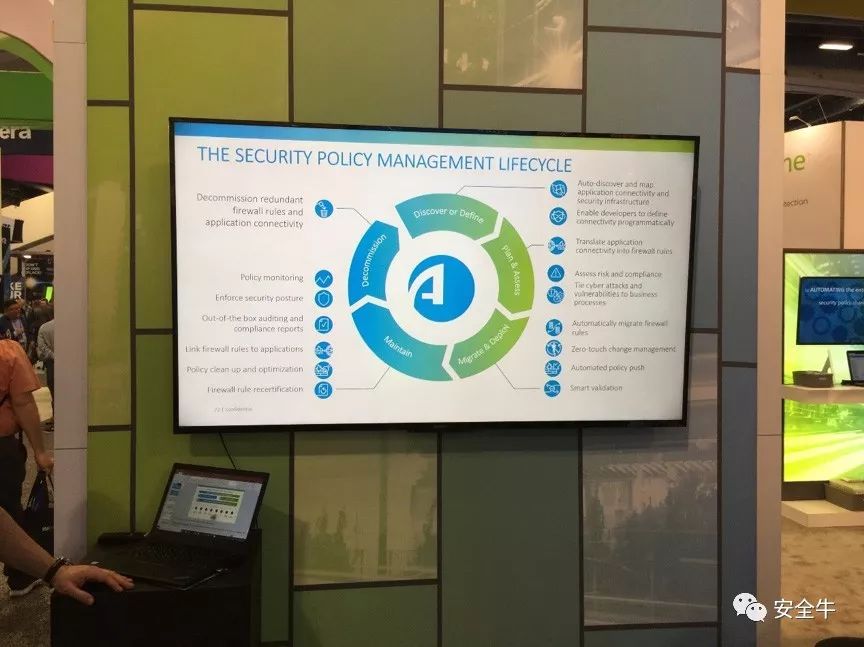 THE SECURITY POLICY MANAGEMENT LIFECYCLE
Decommission redundant
firewall rules and
application connectivity
Policy monitoring
Enforce security posture
Out-of-the box auditing and
compliance reports
Link firewall rules to applications
Policy clean up and optimization
Firewall rule recertification
Discover or Define
Plan & Assess
Migrate & Deploy
Maintain
Decommission
Auto-discover and map
application connectivity and
security infrastructure
Enable developers to define
connectivity programmatically
Translate application
connectivity into firewall rules
Assess risk and compliance
Tie cyber attacks and
vulnerabilities to business
processes
Automatically migrate firewall
rules
Zero-touch change management
Automated policy push
Smart validation
| Confidential
era
ne
AUTOMATING the
security policy
安全牛